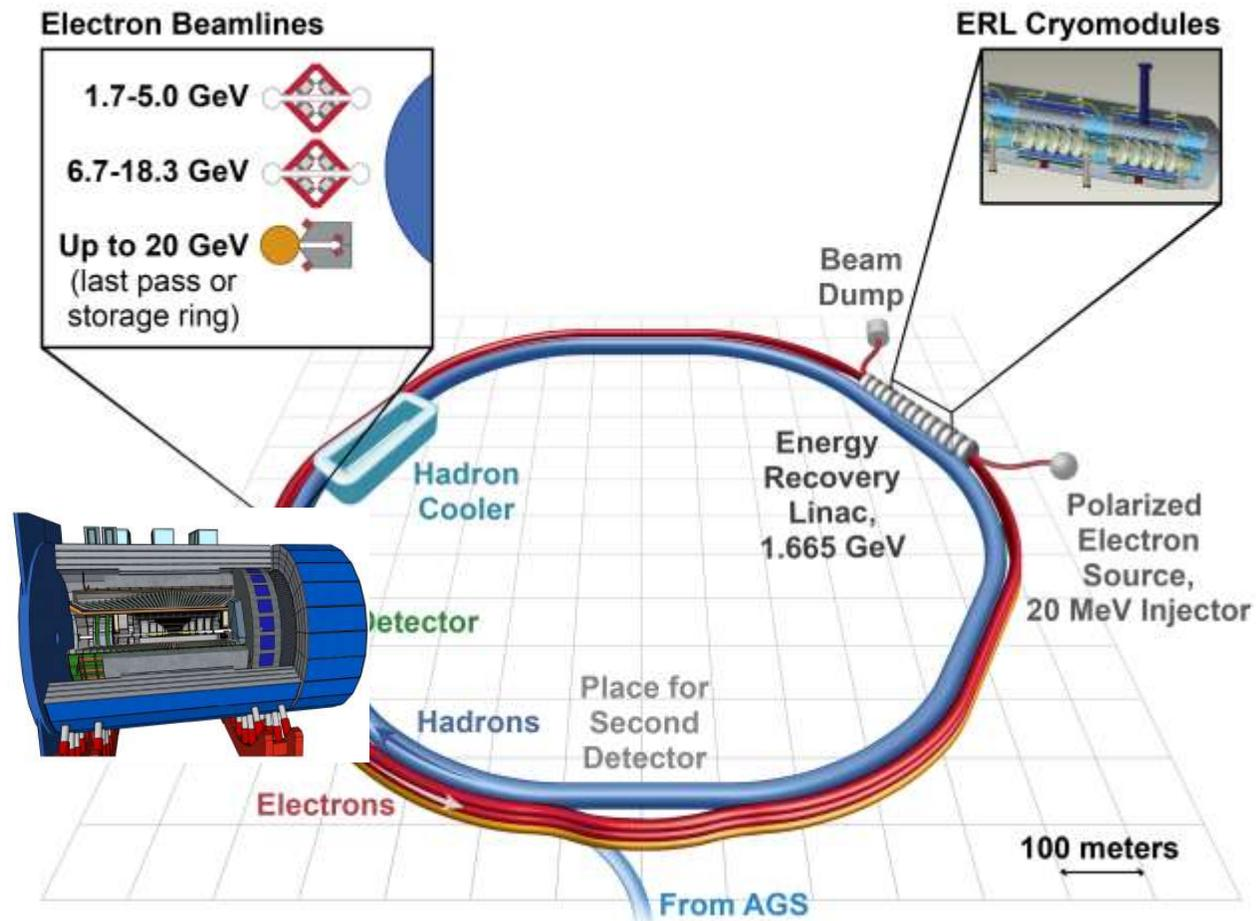 Electron Beamlines
1.7-5.0 GeV
6.7-18.3 GeV
Up to 20 GeV
(last pass or
storage ring)
ERL Cryomodules
Beam
Dump
Hadron
Cooler
Energy
Recovery
Linac,
1.665 GeV
Polarized
Electron
Source,
20 MeV Injector
Detector
Hadrons
Place for
Second
Detector
Electrons
100 meters
From AGS